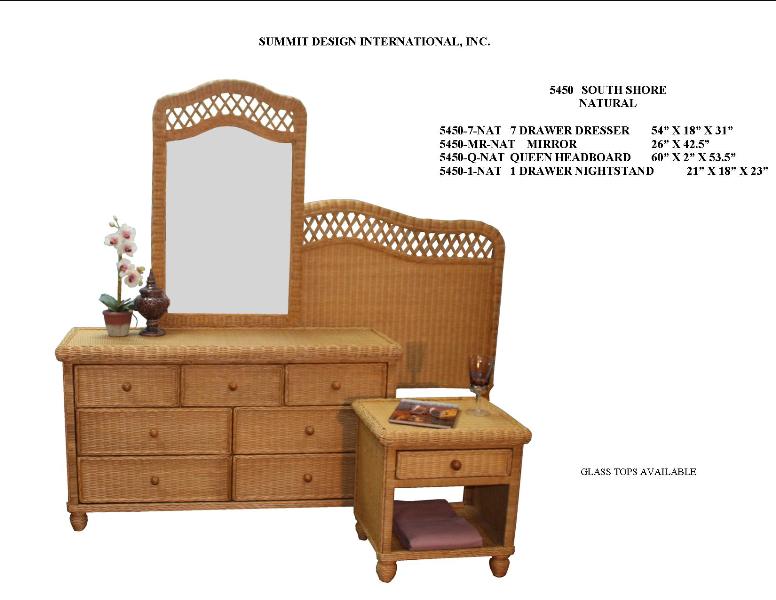 SUMMIT DESIGN INTERNATIONAL, INC.
5450 SOUTH SHORE
NATURAL
5450-7-NAT 7 DRAWER DRESSER 54” X 18” X 31”
5450-MR-NAT MIRROR 26” X 42.5”
5450-Q-NAT QUEEN HEADBOARD 60” X 2” X 53.5”
5450-1-NAT 1 DRAWER NIGHTSTAND 21” X 18” X 23”
GLASS TOPS AVAILABLE